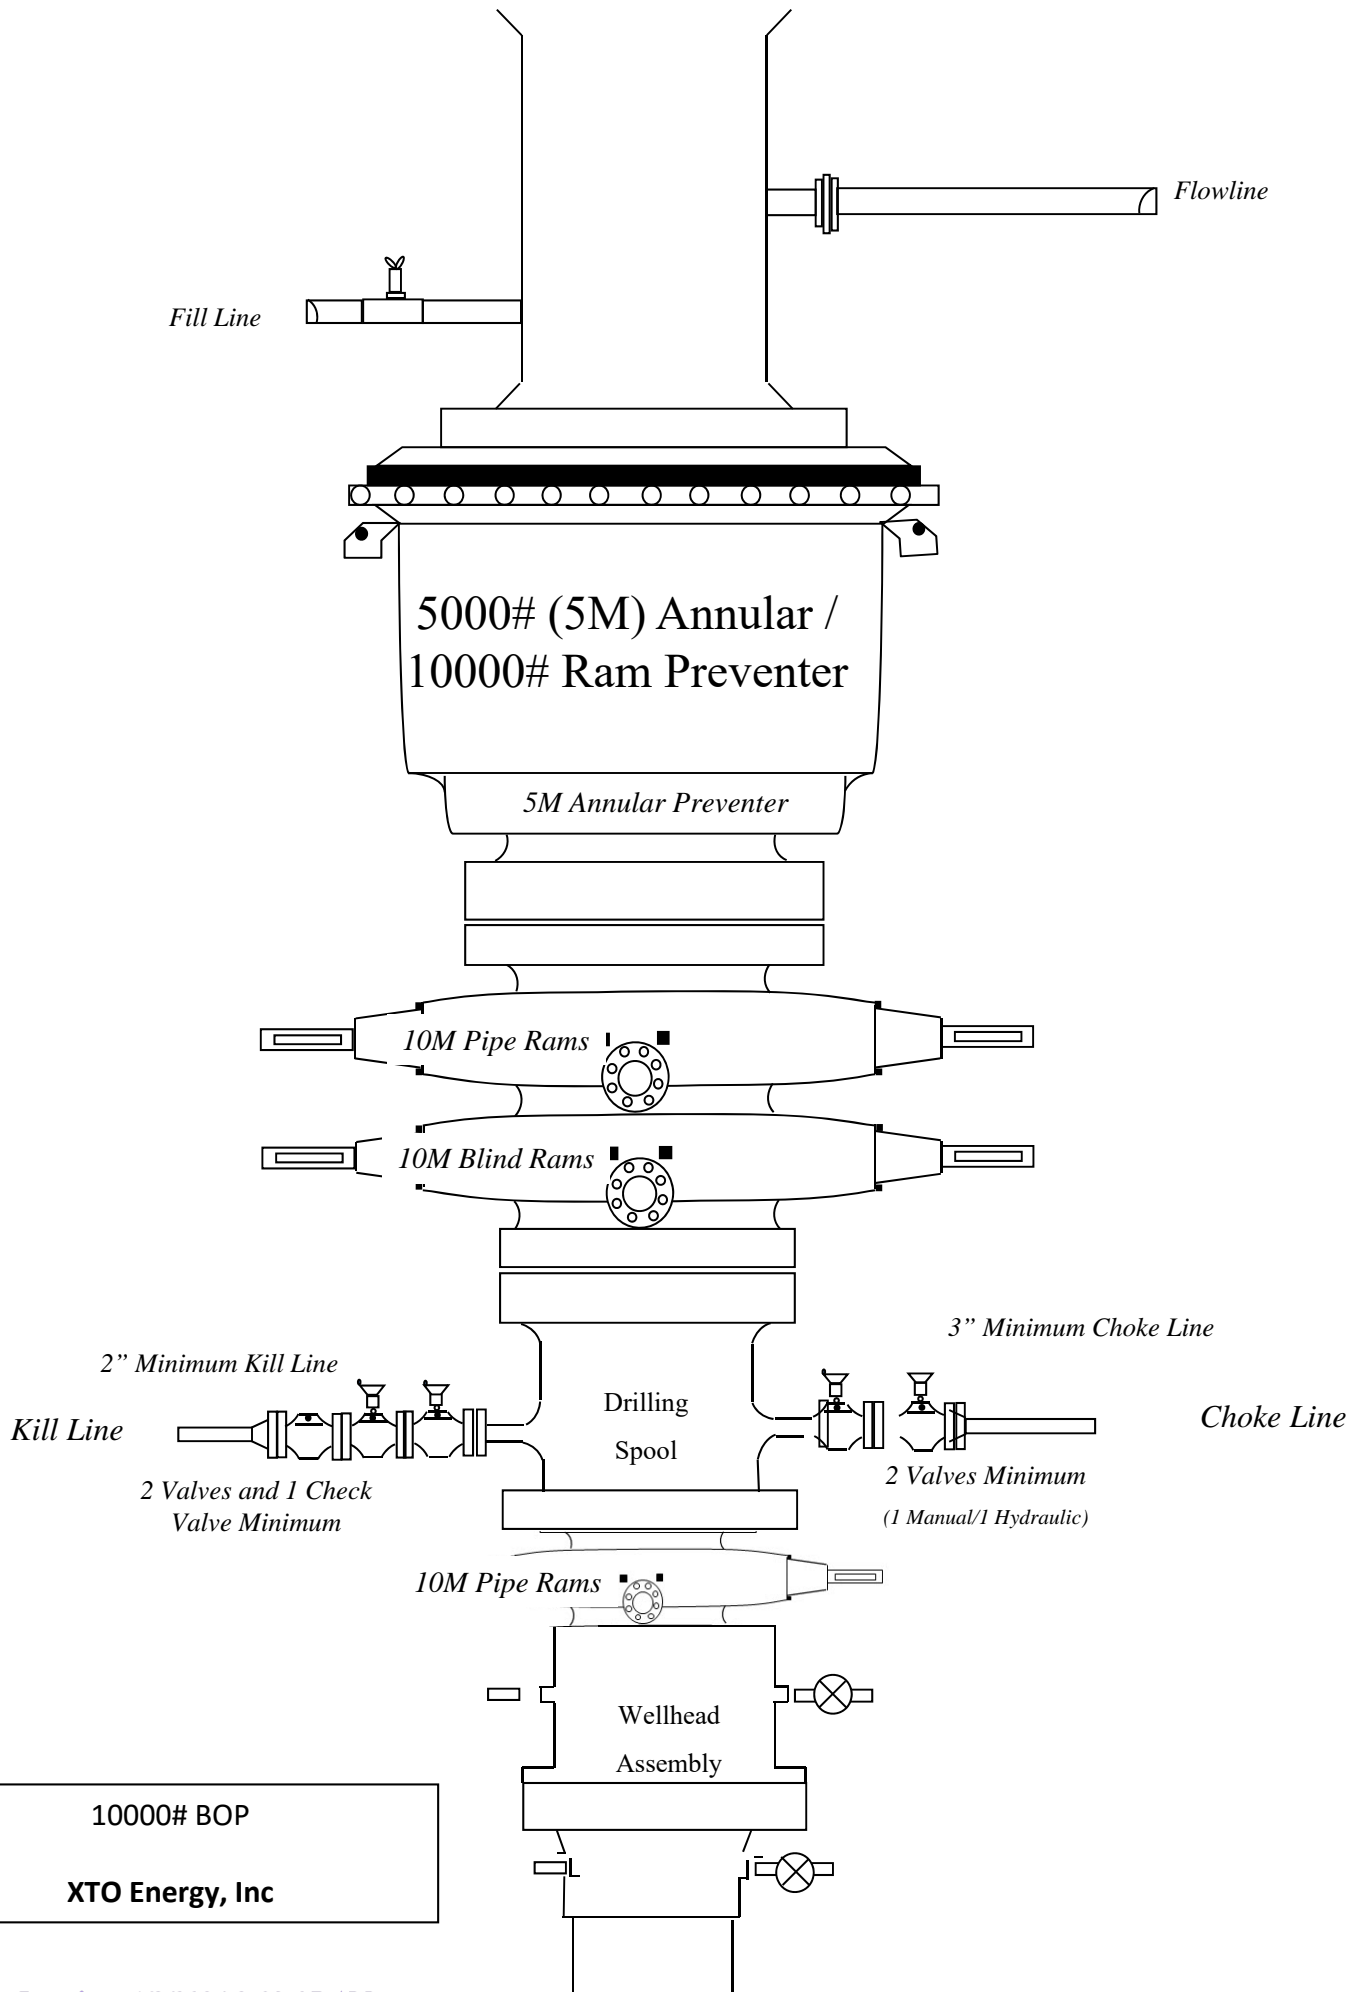 Flowline
Fill Line
5000# (5M) Annular /
10000# Ram Preventer
5M Annular Preventer
10M Pipe Rams
10M Blind Rams
3” Minimum Choke Line
2” Minimum Kill Line
Drilling
Spool
Kill Line
Choke Line
2 Valves and 1 Check
Valve Minimum
2 Valves Minimum
(1 Manual/1 Hydraulic)
10M Pipe Rams
Wellhead
Assembly
10000# BOP
XTO Energy, Inc